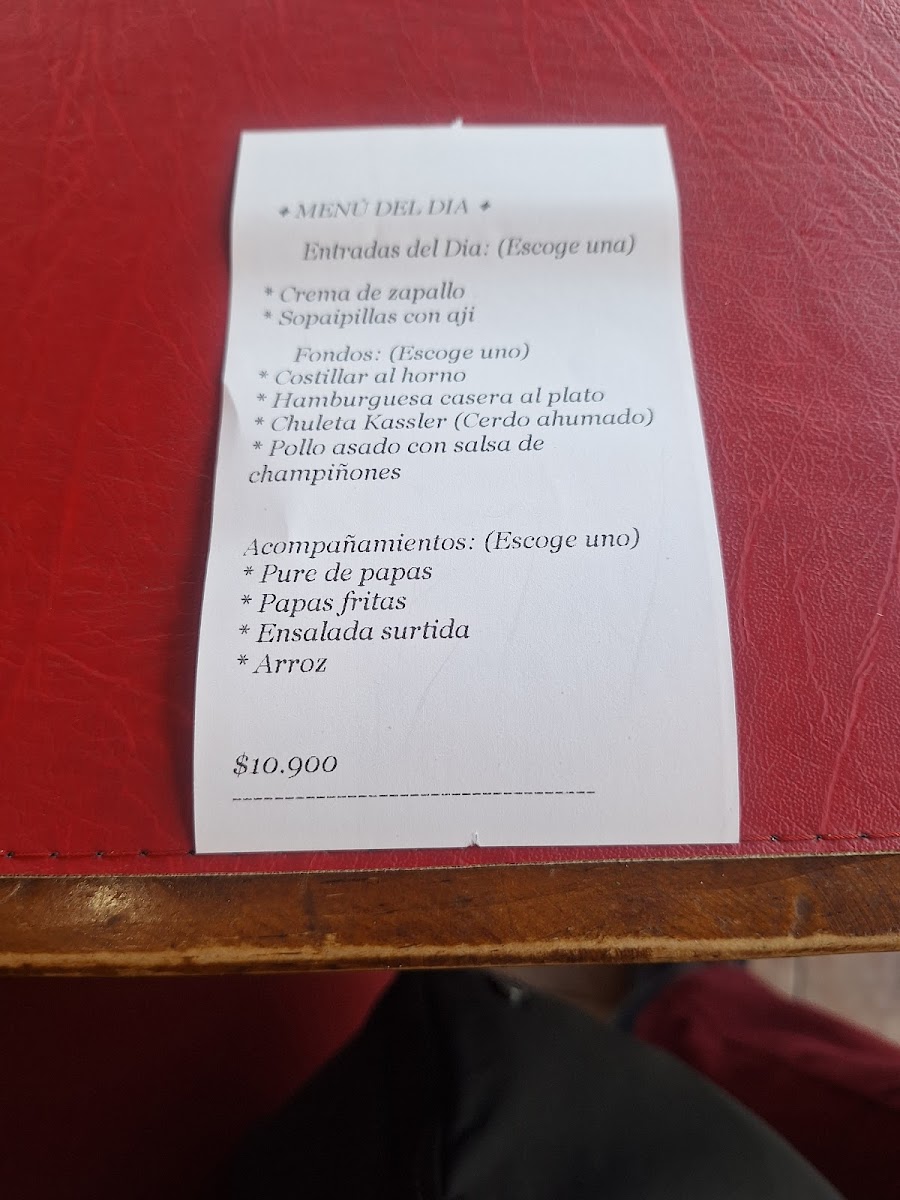 ✦ MENÚ DEL DIA ✦
Entradas del Dia: (Escoge una)
* Crema de zapallo
* Sopaipillas con aji
Fondos: (Escoge uno)
* Costillar al horno
* Hamburguesa casera al plato
* Chuleta Kassler (Cerdo ahumado)
* Pollo asado con salsa de
champiñones
Acompañamientos: (Escoge uno)
* Pure de papas
* Papas fritas
* Ensalada surtida
* Arroz
$10.900